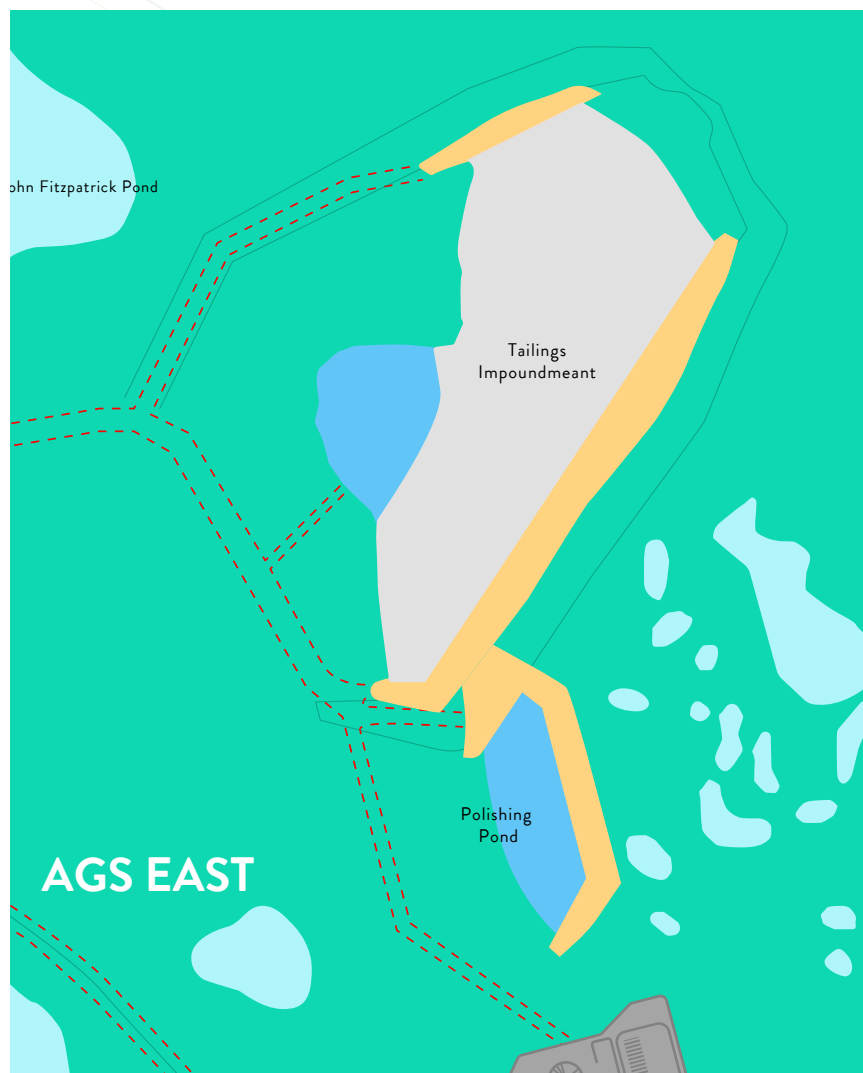 ohn Fitzpatrick Pond
Tailings
Impoundmeant
Polishing
Pond
AGS EAST